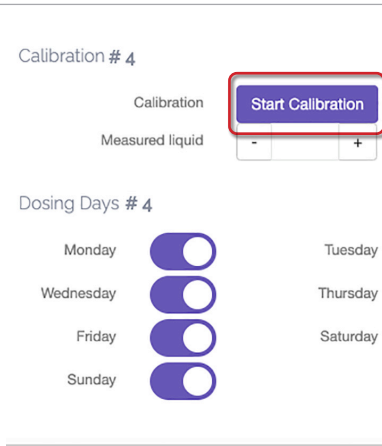 Calibration # 4
Calibration Start Calibration
Measured liquid - +
Dosing Days # 4
Monday Tuesday
Wednesday Thursday
Friday Saturday
Sunday